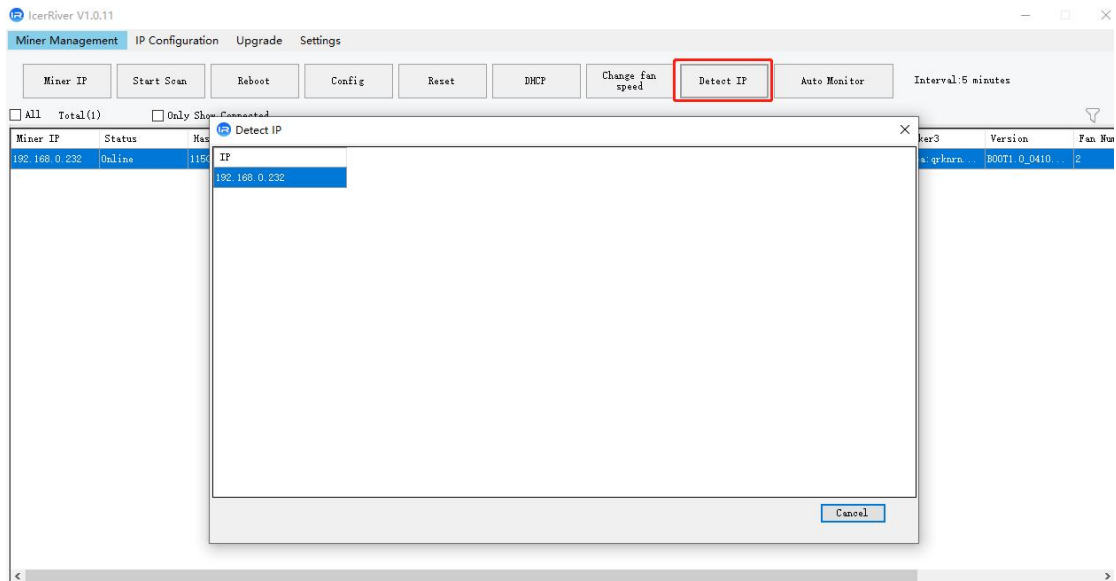 IcerRiver V1.0.11
Miner Management IP Configuration Upgrade Settings
Miner IP Start Scan Reboot Config Reset DHCP Change fan speed Detect IP Auto Monitor Interval:5 minutes
All Total(1) Only Show Connected
Miner IP Status Has ker3 Version Fan Num
192.168.0.232 Online 1150 a:qrknrn... BOOT1.0_0410... 2
Detect IP
IP
192.168.0.232
Cancel